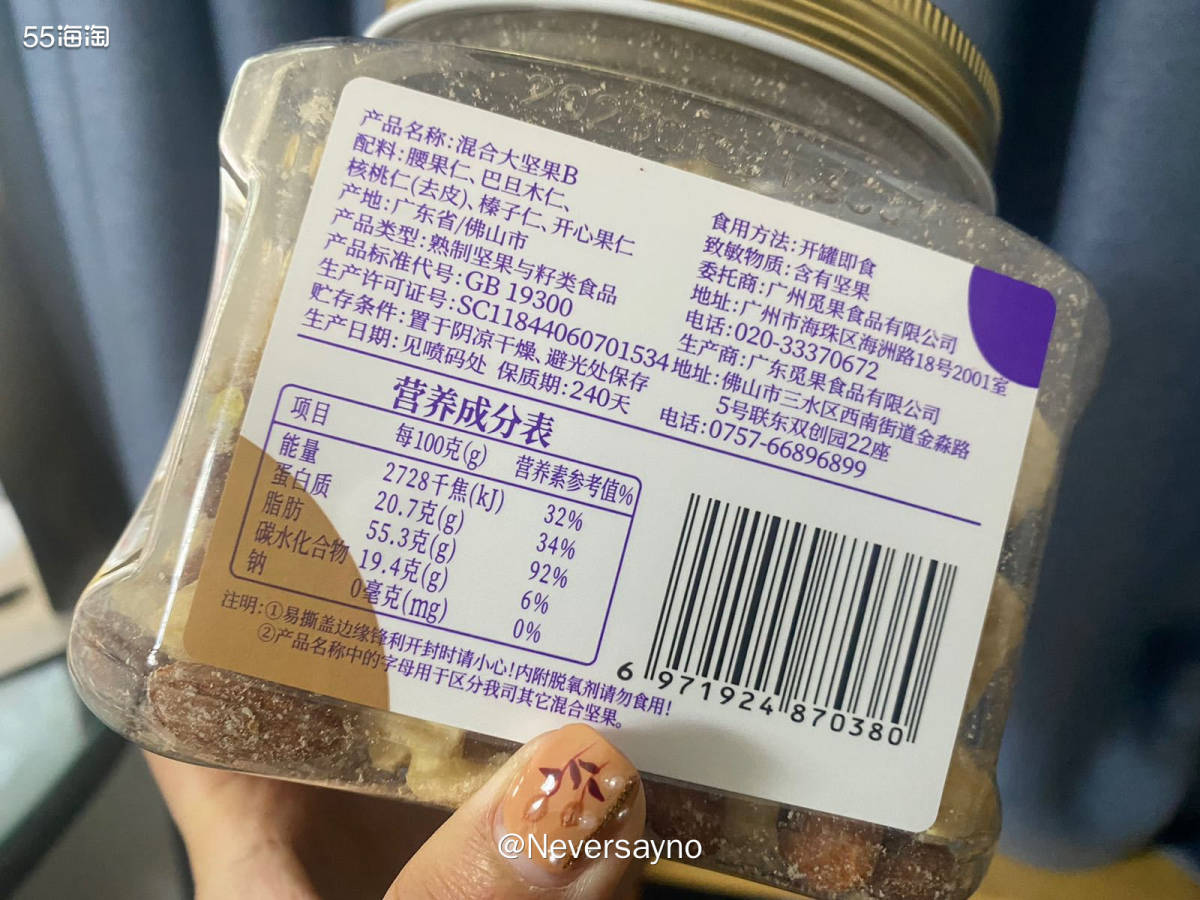 55海淘
产品名称:混合大坚果B
配料:腰果仁、巴旦木仁、
核桃仁(去皮)、榛子仁、开心果仁
产地:广东省/佛山市
产品类型:熟制坚果与籽类食品
产品标准代号:GB 19300
生产许可证号:SC11844060701534
贮存条件:置于阴凉干燥、避光处保存
生产日期:见喷码处 保质期:240天
食用方法:开罐即食
致敏物质:含有坚果
委托商:广州觅果食品有限公司
地址:广州市海珠区海洲路18号2001室
电话:020-33370672
生产商:广东觅果食品有限公司
地址:佛山市三水区西南街道金淼路
5号联东双创园22座
电话:0757-66896899
营养成分表
项目 每100克(g) 营养素参考值%
能量 2728千焦(kJ) 32%
蛋白质 20.7克(g) 34%
脂肪 55.3克(g) 92%
碳水化合物 19.4克(g) 6%
钠 0毫克(mg) 0%
注明:①易撕盖边缘锋利开封时请小心!内附脱氧剂请勿食用!
②产品名称中的字母用于区分我司其它混合坚果。
6 971924 870380
@Neversayno